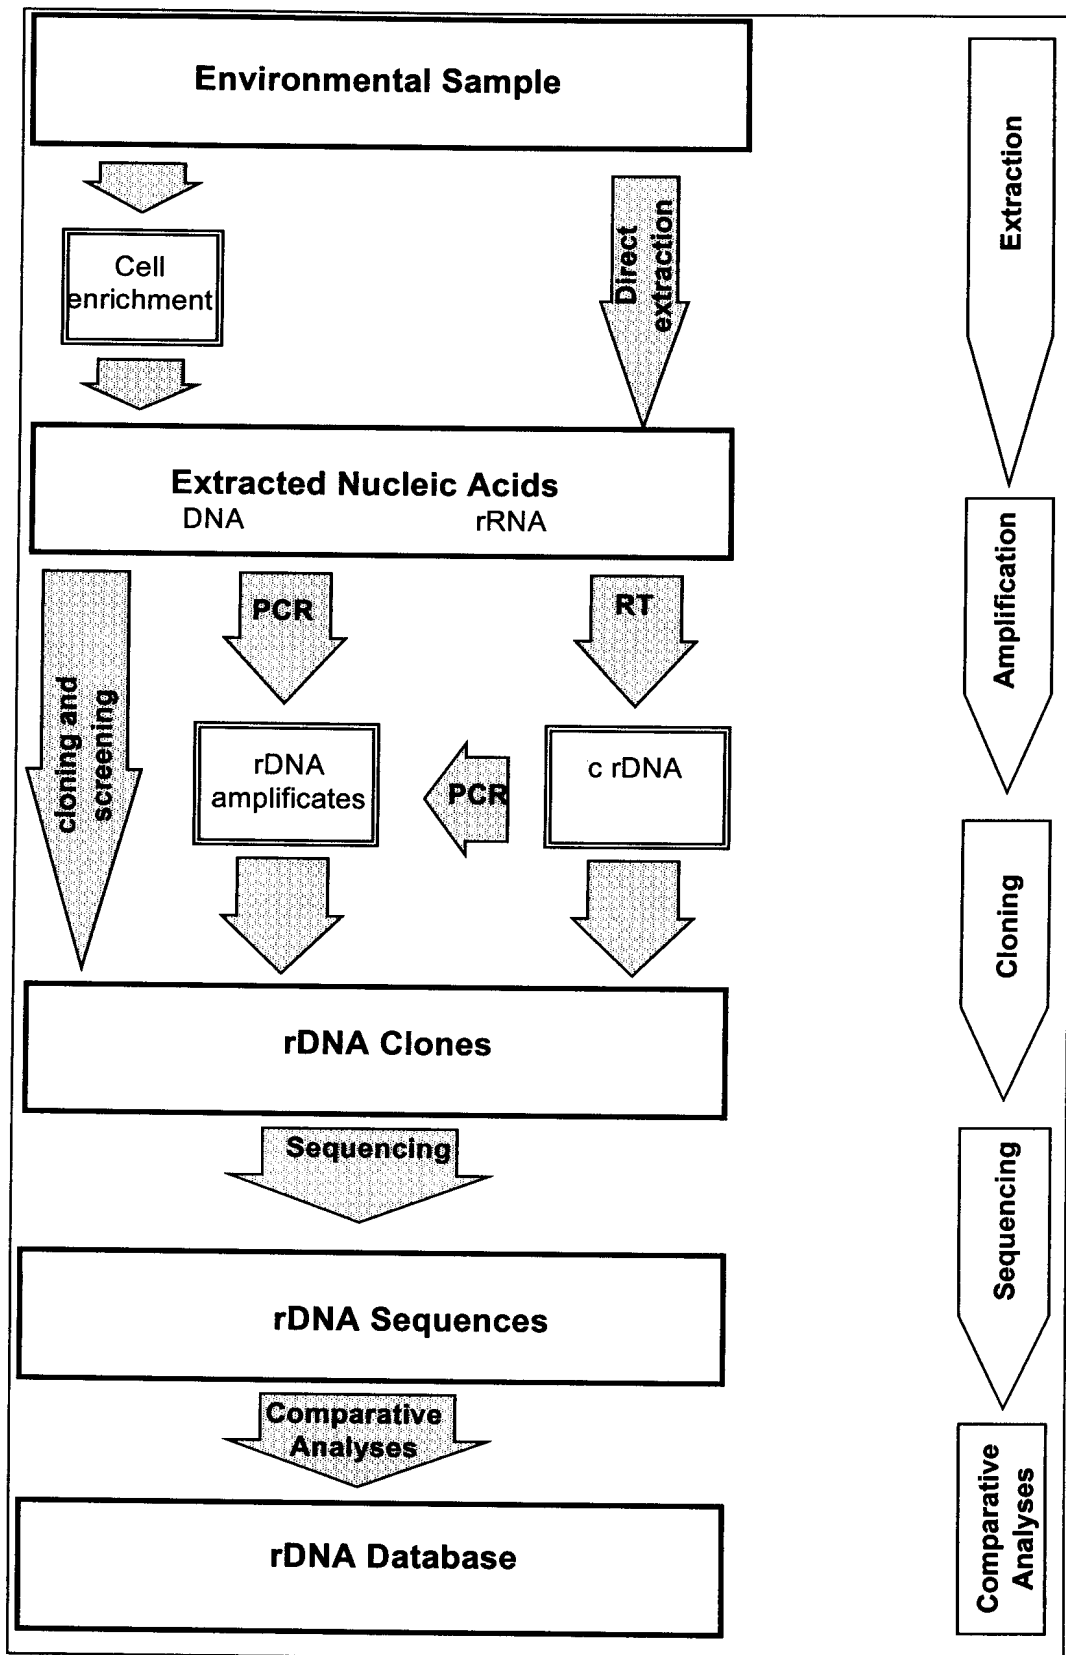 Environmental Sample
Extraction
Direct
extraction
Cell
enrichment
Extracted Nucleic Acids
DNA rRNA
Amplification
PCR
RT
cloning and
screening
rDNA
amplificates
PCR
c rDNA
Cloning
rDNA Clones
Sequencing
Sequencing
rDNA Sequences
Comparative
Analyses
Comparative
Analyses
rDNA Database